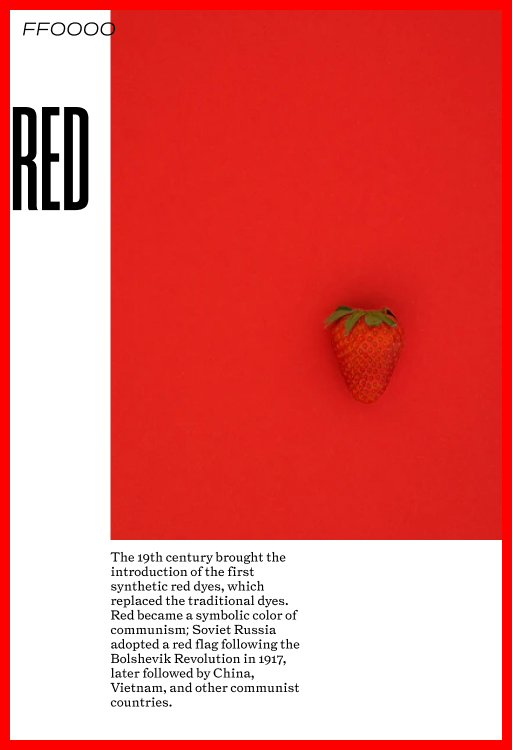 FFOOOO
RED
The 19th century brought the
introduction of the first
synthetic red dyes, which
replaced the traditional dyes.
Red became a symbolic color of
communism; Soviet Russia
adopted a red flag following the
Bolshevik Revolution in 1917,
later followed by China,
Vietnam, and other communist
countries.